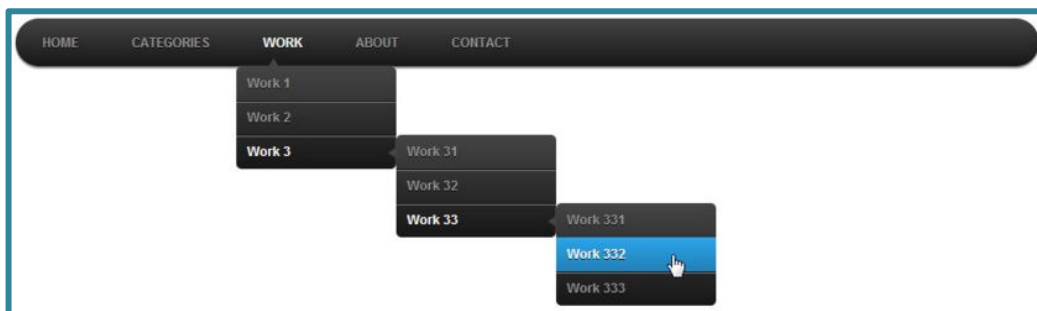 HOME CATEGORIES WORK ABOUT CONTACT
Work 1
Work 2
Work 3
Work 31
Work 32
Work 33
Work 331
Work 332
Work 333